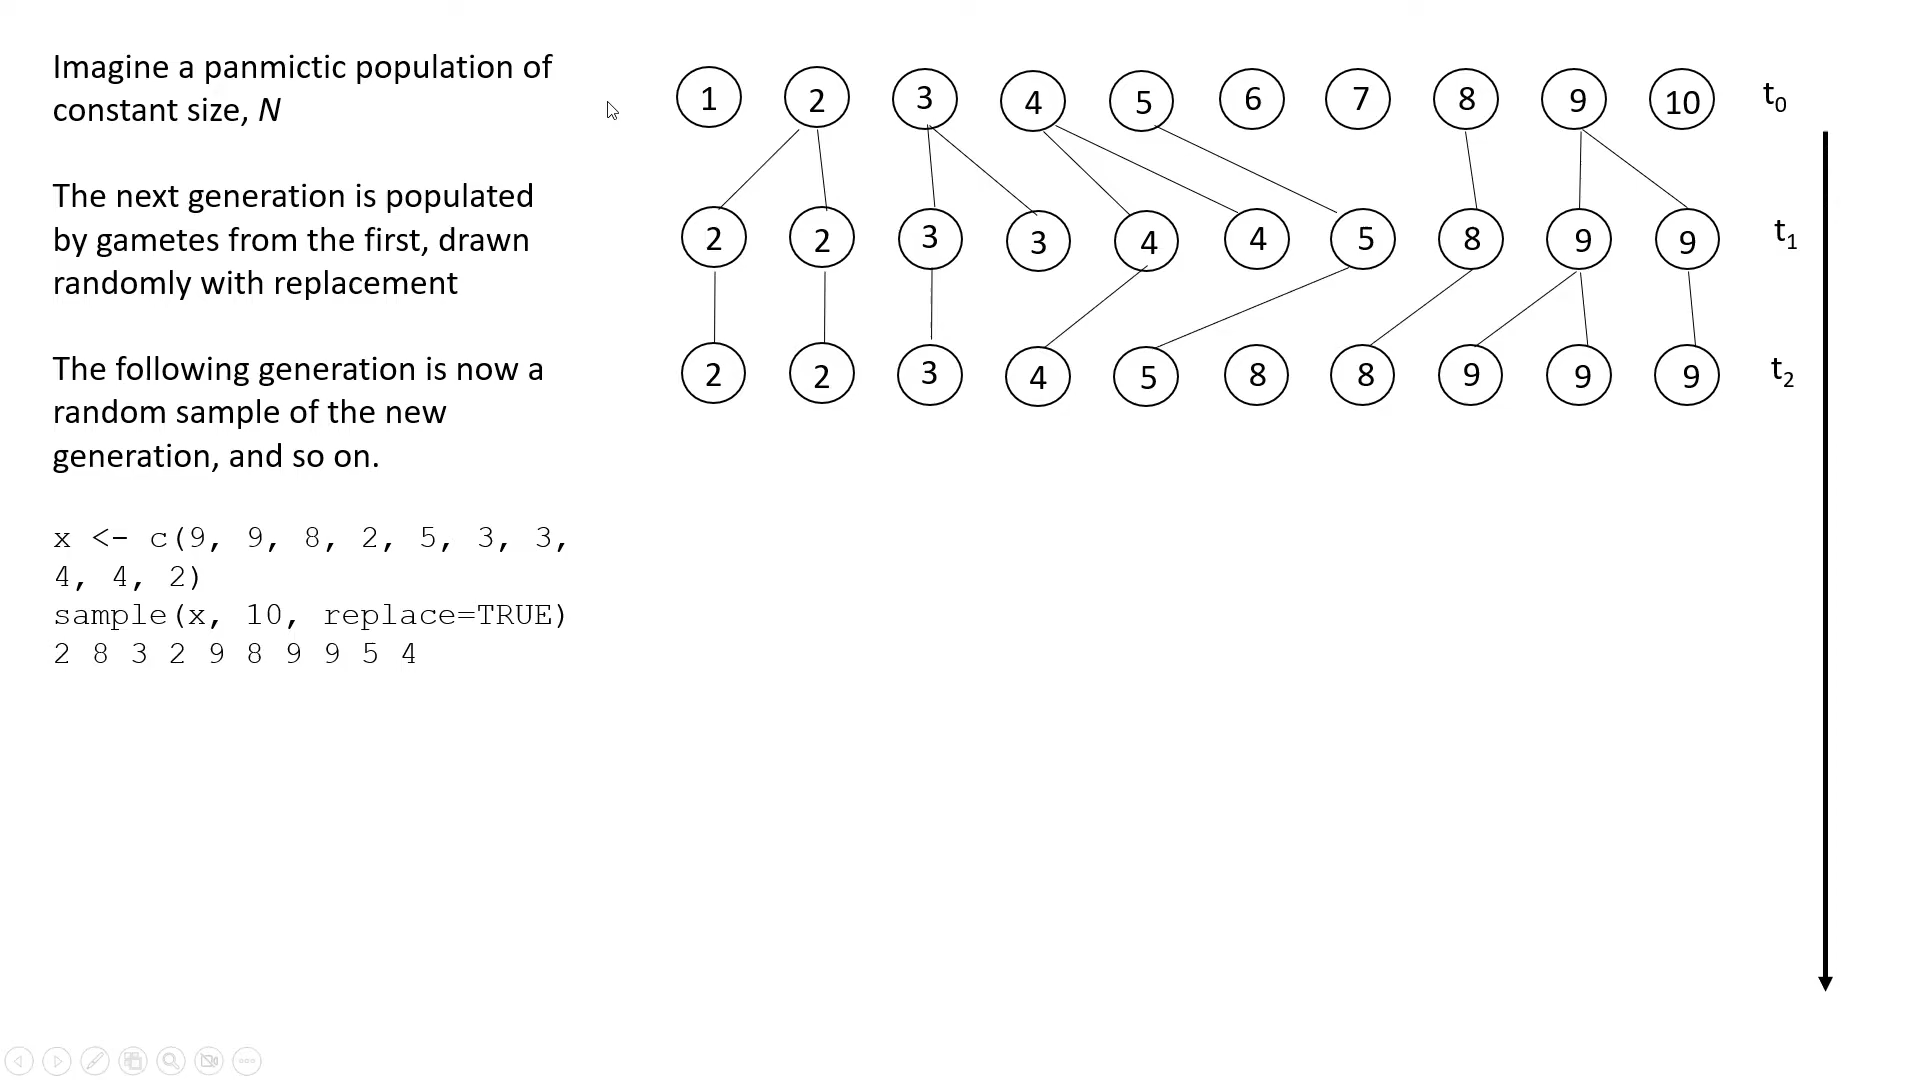 Imagine a panmictic population of
constant size, N
The next generation is populated
by gametes from the first, drawn
randomly with replacement
The following generation is now a
random sample of the new
generation, and so on.
x <- c(9, 9, 8, 2, 5, 3, 3,
4, 4, 2)
sample(x, 10, replace=TRUE)
2 8 3 2 9 8 9 9 5 4
1 2 3 4 5 6 7 8 9 10 t0
2 2 3 3 4 4 5 8 9 9 t1
2 2 3 4 5 8 8 9 9 9 t2